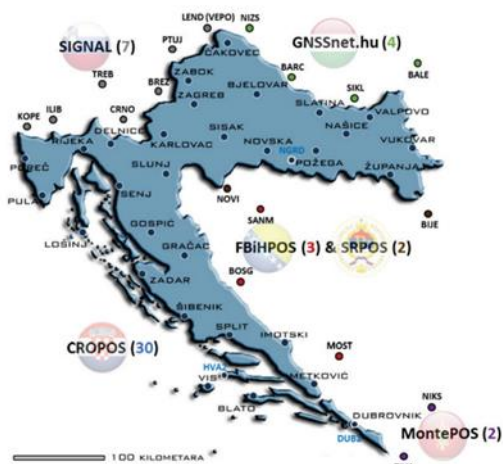 LEND (VEPO)
NIZS
PTUJ
SIGNAL (7)
GNSSnet.hu (4)
ČAKOVEC
TREB
BREZ
ZABOK
BARC
BALE
BJELOVAR
ZAGREB
SIKL
SLATINA
VALPOVO
KOPE
ILIB
CRNO
DELNICE
RIJEKA
KARLOVAC
SISAK
NAŠICE
NOVSKA
NGRD
VUKOVAR
POREČ
SLUNJ
POŽEGA
ŽUPANJA
PULA
SENJ
NOVI
SANM
BIJE
LOŠINJ
GOSPIĆ
FBiHPOS (3) & SRPOS (2)
GRAČAC
BOSG
ZADAR
ŠIBENIK
SPLIT
IMOTSKI
CROPOS (30)
MOST
HVAZ
VIS
METKOVIĆ
BLATO
NIKS
DUBROVNIK
MontePOS (2)
100 KILOMETARA